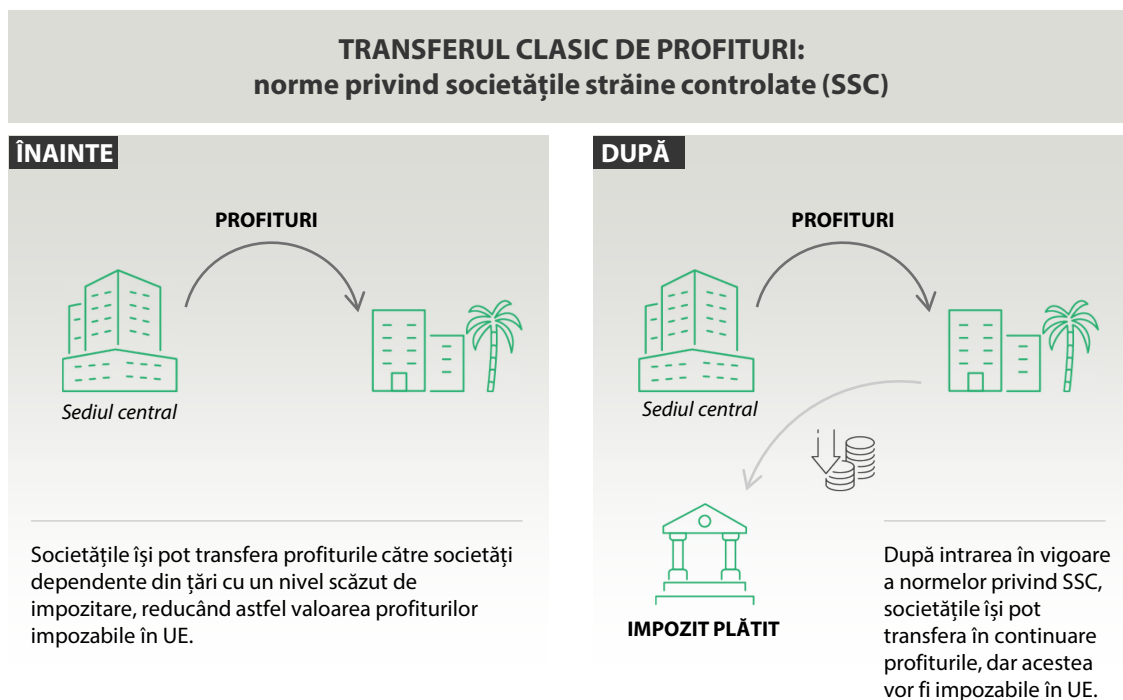 TRANSFERUL CLASIC DE PROFITURI:
norme privind societățile străine controlate (SSC)
ÎNAINTE
PROFITURI
Sediul central
Societățile își pot transfera profiturile către societăți
dependente din țări cu un nivel scăzut de
impozitare, reducând astfel valoarea profiturilor
impozabile în UE.
DUPĂ
PROFITURI
Sediul central
IMPOZIT PLĂTIT
După intrarea în vigoare
a normelor privind SSC,
societățile își pot
transfera în continuare
profiturile, dar acestea
vor fi impozabile în UE.